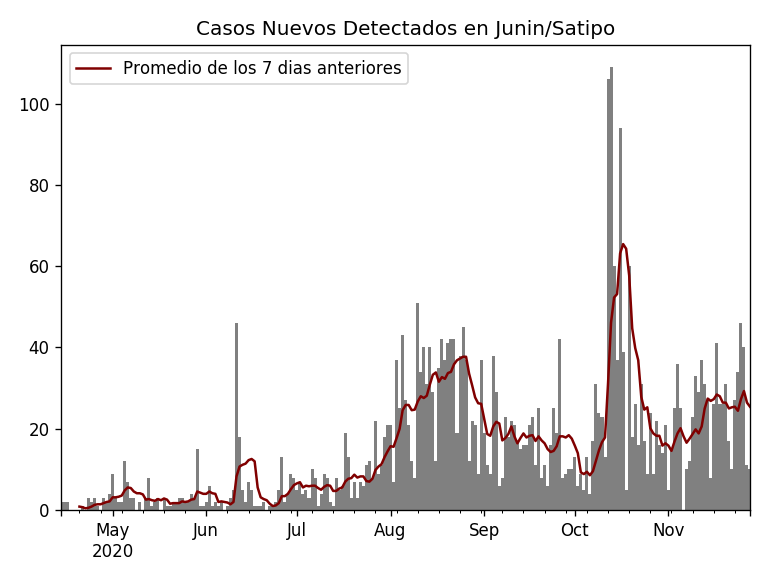 Casos Nuevos Detectados en Junin/Satipo
Promedio de los 7 dias anteriores
100
80
60
40
20
0
May Jun Jul Aug Sep Oct Nov
2020